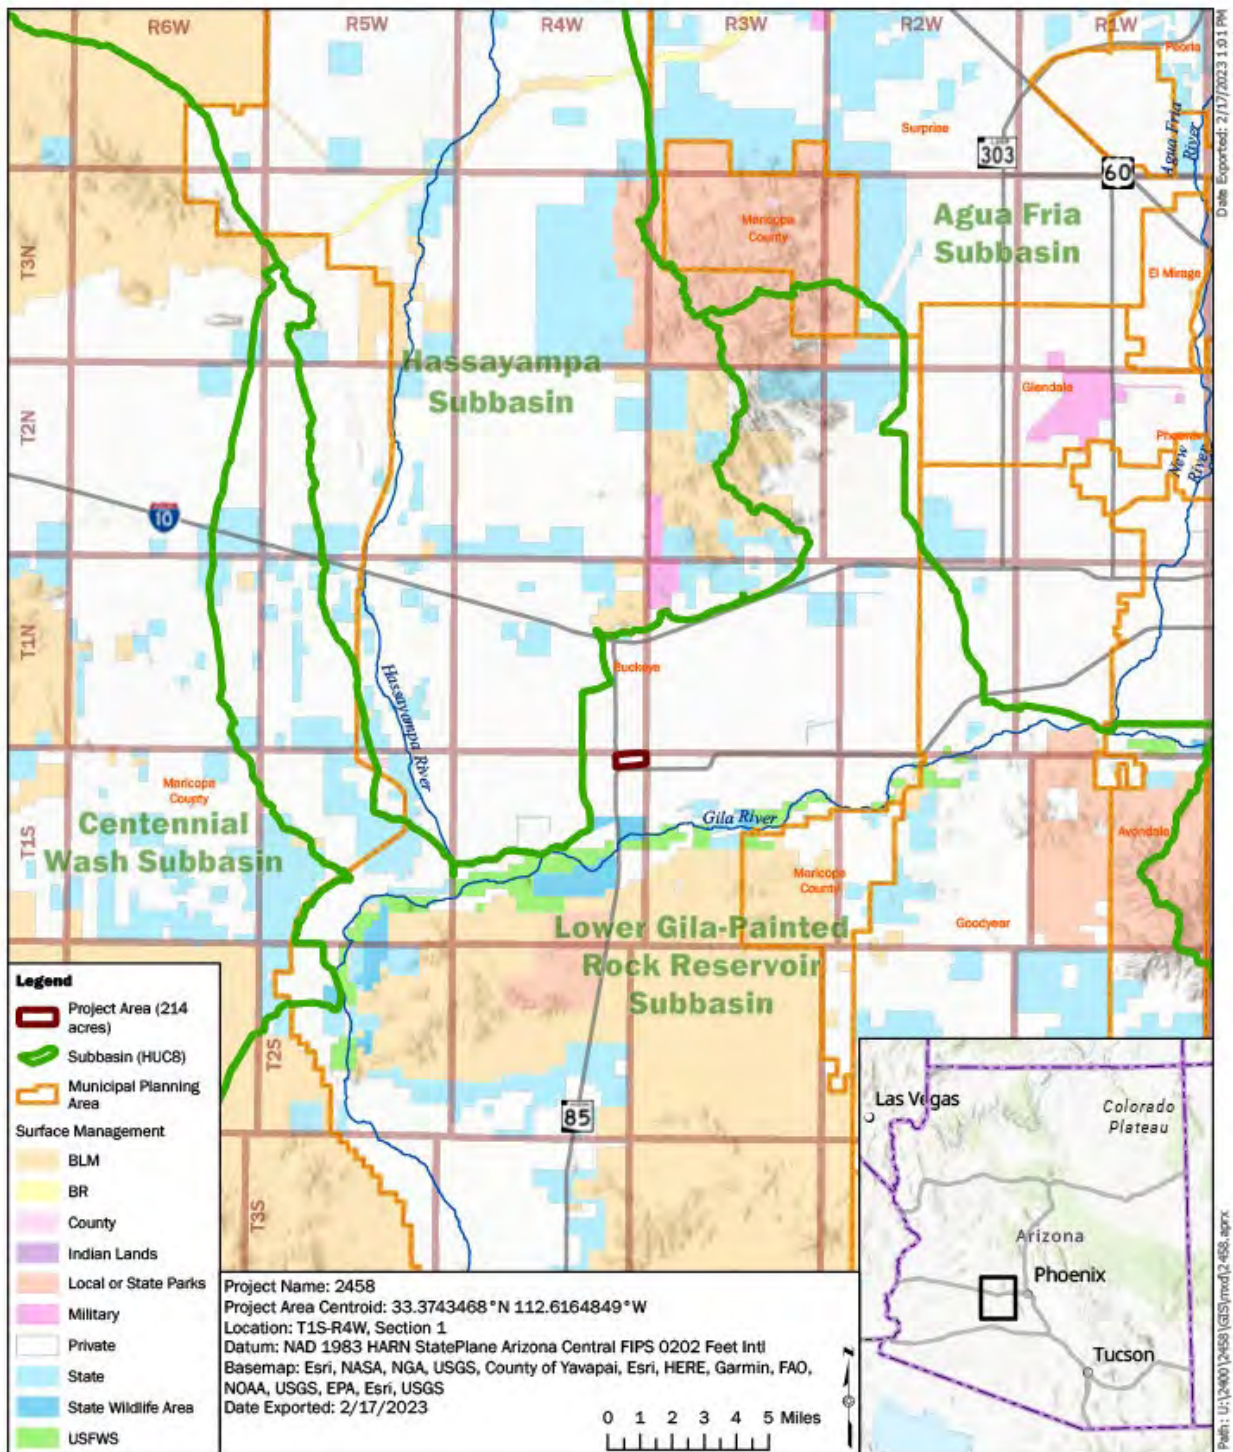 R6W
R5W
R4W
R3W
R2W
R1W
Peoria
Agua Fria
River
Surprise
LOOP
303
60
Maricopa
County
Agua Fria
Subbasin
T3N
El Mirage
Hassayampa
Subbasin
Glendale
T2N
Phoenix
New
River
10
T1N
Buckeye
Hassayampa River
Maricopa
County
Centennial
Wash Subbasin
Gila River
T1S
Avondale
Maricopa
County
Lower Gila-Painted
Rock Reservoir
Subbasin
Goodyear
T2S
85
T3S
Legend
Project Area (214
acres)
Subbasin (HUC8)
Municipal Planning
Area
Surface Management
BLM
BR
County
Indian Lands
Local or State Parks
Military
Private
State
State Wildlife Area
USFWS
Project Name: 2458
Project Area Centroid: 33.3743468°N 112.6164849°W
Location: T1S-R4W, Section 1
Datum: NAD 1983 HARN StatePlane Arizona Central FIPS 0202 Feet Intl
Basemap: Esri, NASA, NGA, USGS, County of Yavapai, Esri, HERE, Garmin, FAO,
NOAA, USGS, EPA, Esri, USGS
Date Exported: 2/17/2023
0 1 2 3 4 5 Miles
N
Las Vegas
Colorado
Plateau
Arizona
Phoenix
Tucson
Date Exported: 2/17/2023 1:01 PM
Path: U:\2400\2458\GIS\mxd\2458.aprx